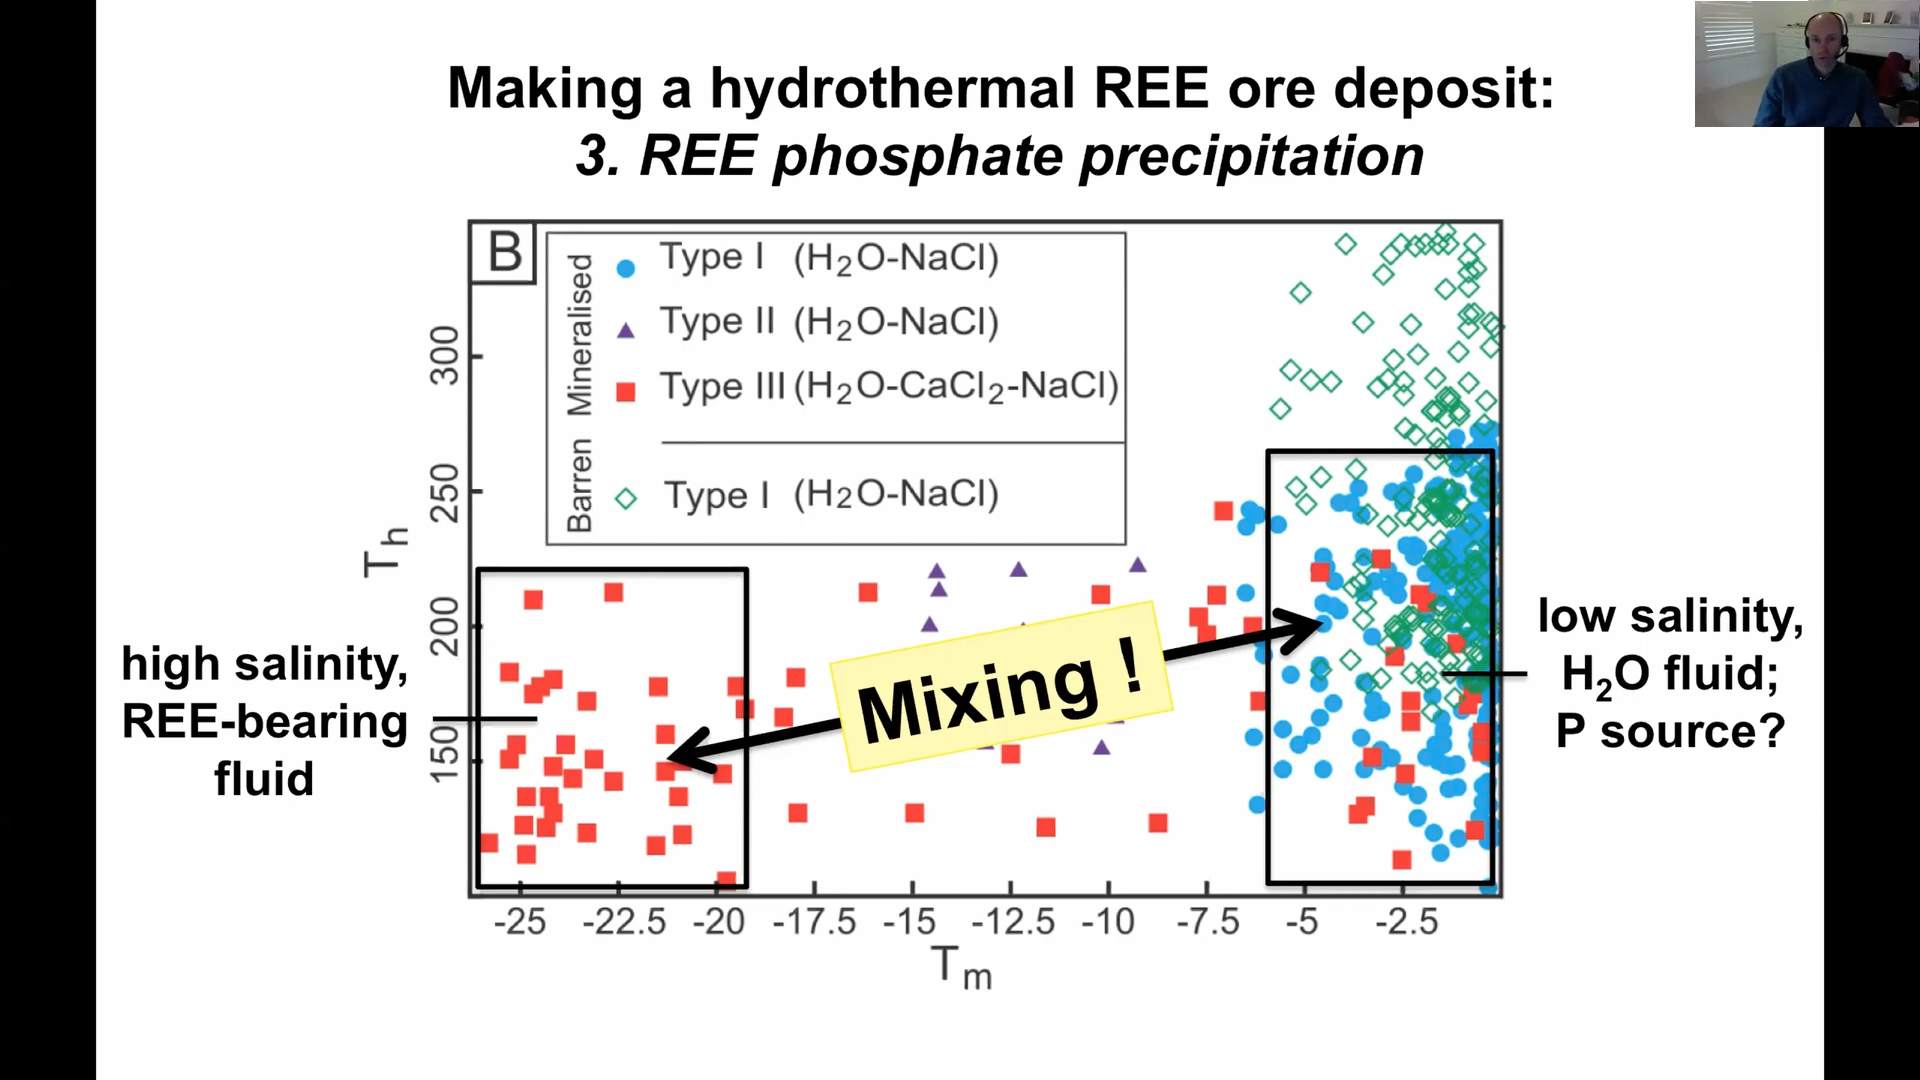 Making a hydrothermal REE ore deposit:
3. REE phosphate precipitation
B
Mineralised
Type I (H₂O-NaCl)
Type II (H₂O-NaCl)
Type III (H₂O-CaCl₂-NaCl)
Barren
Type I (H₂O-NaCl)
Tₕ
300
250
200
150
high salinity,
REE-bearing
fluid
Mixing !
low salinity,
H₂O fluid;
P source?
-25 -22.5 -20 -17.5 -15 -12.5 -10 -7.5 -5 -2.5
Tₘ